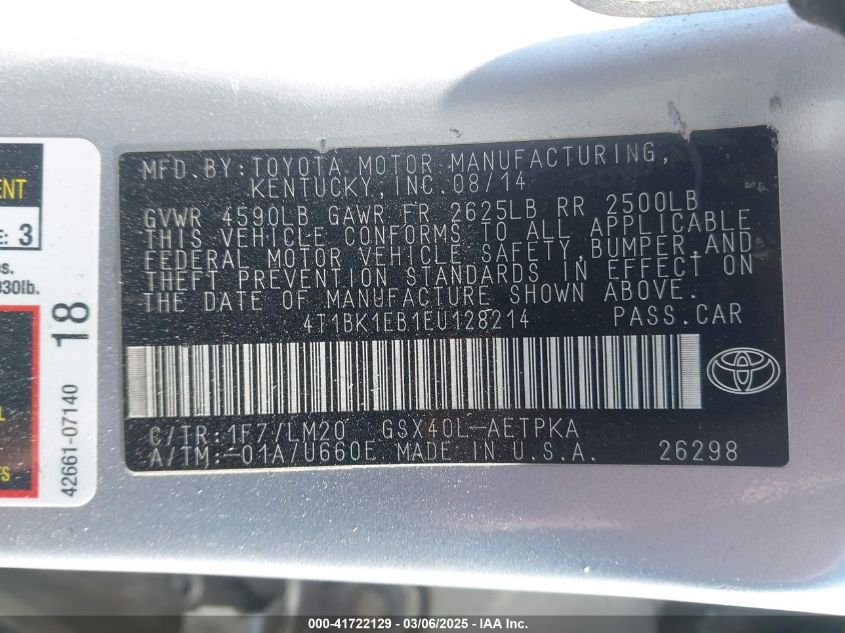 MFD. BY: TOYOTA MOTOR MANUFACTURING,
KENTUCKY, INC. 08/14
GVWR 4590LB GAWR FR 2625LB RR 2500LB
THIS VEHICLE CONFORMS TO ALL APPLICABLE
FEDERAL MOTOR VEHICLE SAFETY, BUMPER, AND
THEFT PREVENTION STANDARDS IN EFFECT ON
THE DATE OF MANUFACTURE SHOWN ABOVE.
4T1BK1EB1EU128214 PASS. CAR
C/TR: 1F7/LM20 GSX40L-AETPKA
A/TM:-01A/U660E MADE IN U.S.A. 26298
ENT
E: 3
930lb.
18
42661-07140
000-41722129 - 03/06/2025 - IAA Inc.